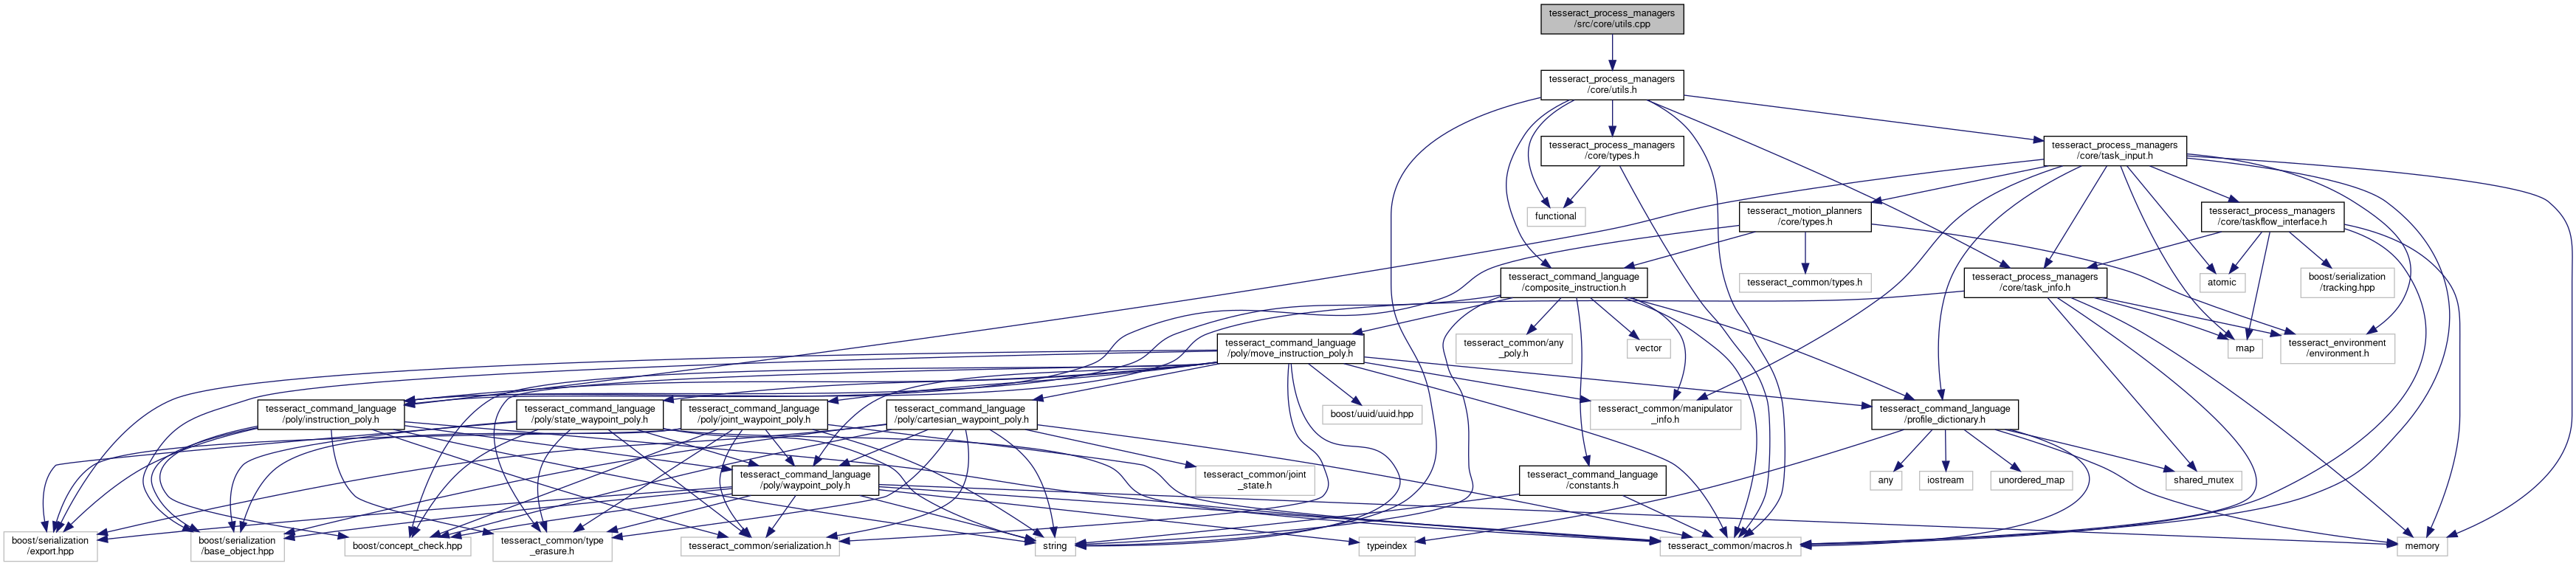 tesseract_process_managers
/src/core/utils.cpp
tesseract_process_managers
/core/utils.h
tesseract_process_managers
/core/types.h
tesseract_process_managers
/core/task_input.h
functional
tesseract_motion_planners
/core/types.h
tesseract_process_managers
/core/taskflow_interface.h
tesseract_command_language
/composite_instruction.h
tesseract_common/types.h
tesseract_process_managers
/core/task_info.h
atomic
boost/serialization
/tracking.hpp
tesseract_command_language
/poly/move_instruction_poly.h
tesseract_common/any
_poly.h
vector
map
tesseract_environment
/environment.h
tesseract_command_language
/poly/instruction_poly.h
tesseract_command_language
/poly/state_waypoint_poly.h
tesseract_command_language
/poly/joint_waypoint_poly.h
tesseract_command_language
/poly/cartesian_waypoint_poly.h
boost/uuid/uuid.hpp
tesseract_common/manipulator
_info.h
tesseract_command_language
/profile_dictionary.h
tesseract_command_language
/poly/waypoint_poly.h
tesseract_common/joint
_state.h
tesseract_command_language
/constants.h
any
iostream
unordered_map
shared_mutex
boost/serialization
/export.hpp
boost/serialization
/base_object.hpp
boost/concept_check.hpp
tesseract_common/type
_erasure.h
tesseract_common/serialization.h
string
typeindex
tesseract_common/macros.h
memory